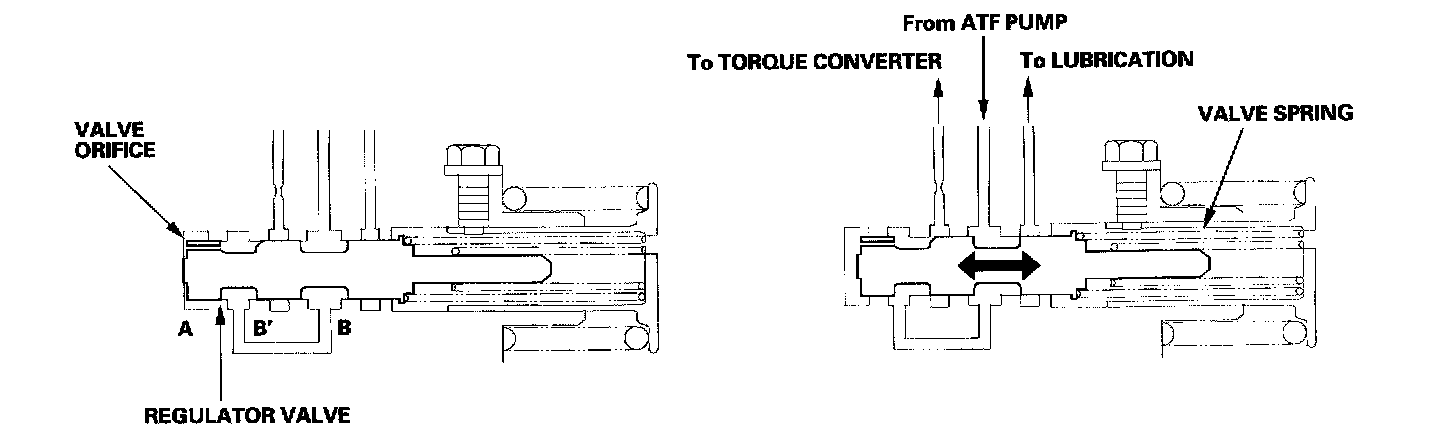 From ATF PUMP
To TORQUE CONVERTER
To LUBRICATION
VALVE
ORIFICE
VALVE SPRING
A
B'
B
REGULATOR VALVE